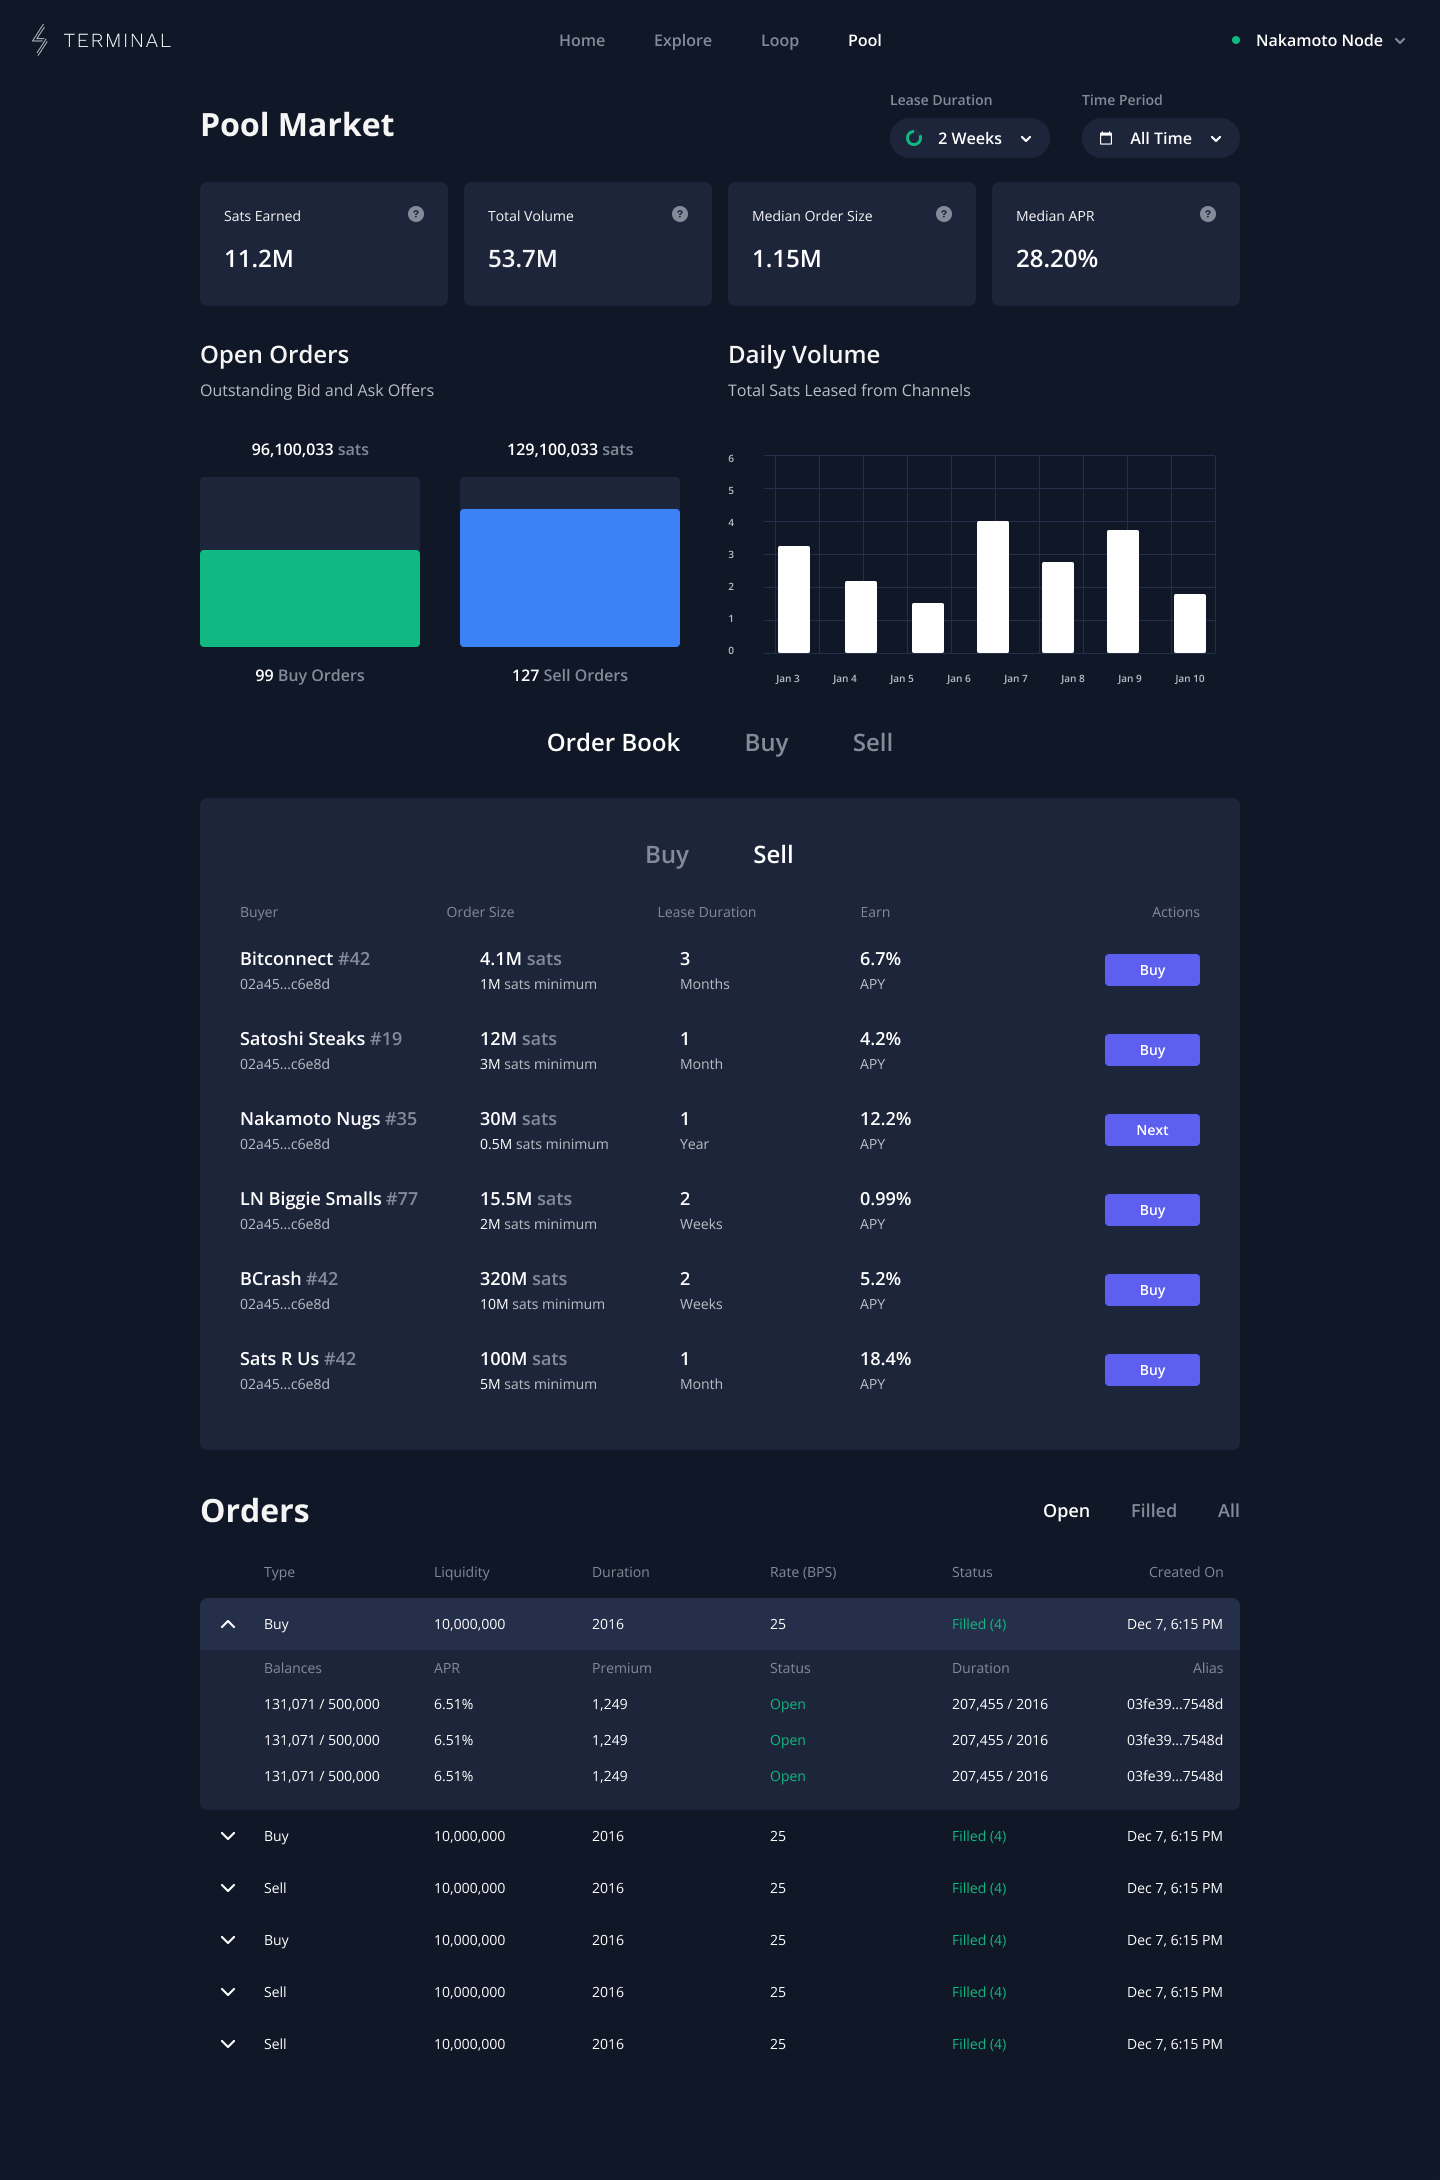 TERMINAL
Home Explore Loop Pool
Nakamoto Node
Pool Market
Lease Duration Time Period
2 Weeks All Time
Sats Earned Total Volume Median Order Size Median APR
11.2M 53.7M 1.15M 28.20%
Open Orders
Outstanding Bid and Ask Offers
96,100,033 sats 129,100,033 sats
99 Buy Orders 127 Sell Orders
Daily Volume
Total Sats Leased from Channels
6
5
4
3
2
1
0
Jan 3 Jan 4 Jan 5 Jan 6 Jan 7 Jan 8 Jan 9 Jan 10
Order Book Buy Sell
Buy Sell
Buyer Order Size Lease Duration Earn Actions
Bitconnect #42 4.1M sats 3 6.7% Buy
02a45...c6e8d 1M sats minimum Months APY
Satoshi Steaks #19 12M sats 1 4.2% Buy
02a45...c6e8d 3M sats minimum Month APY
Nakamoto Nugs #35 30M sats 1 12.2% Next
02a45...c6e8d 0.5M sats minimum Year APY
LN Biggie Smalls #77 15.5M sats 2 0.99% Buy
02a45...c6e8d 2M sats minimum Weeks APY
BCrash #42 320M sats 2 5.2% Buy
02a45...c6e8d 10M sats minimum Weeks APY
Sats R Us #42 100M sats 1 18.4% Buy
02a45...c6e8d 5M sats minimum Month APY
Orders
Open Filled All
Type Liquidity Duration Rate (BPS) Status Created On
Buy 10,000,000 2016 25 Filled (4) Dec 7, 6:15 PM
Balances APR Premium Status Duration Alias
131,071 / 500,000 6.51% 1,249 Open 207,455 / 2016 03fe39...7548d
131,071 / 500,000 6.51% 1,249 Open 207,455 / 2016 03fe39...7548d
131,071 / 500,000 6.51% 1,249 Open 207,455 / 2016 03fe39...7548d
Buy 10,000,000 2016 25 Filled (4) Dec 7, 6:15 PM
Sell 10,000,000 2016 25 Filled (4) Dec 7, 6:15 PM
Buy 10,000,000 2016 25 Filled (4) Dec 7, 6:15 PM
Sell 10,000,000 2016 25 Filled (4) Dec 7, 6:15 PM
Sell 10,000,000 2016 25 Filled (4) Dec 7, 6:15 PM